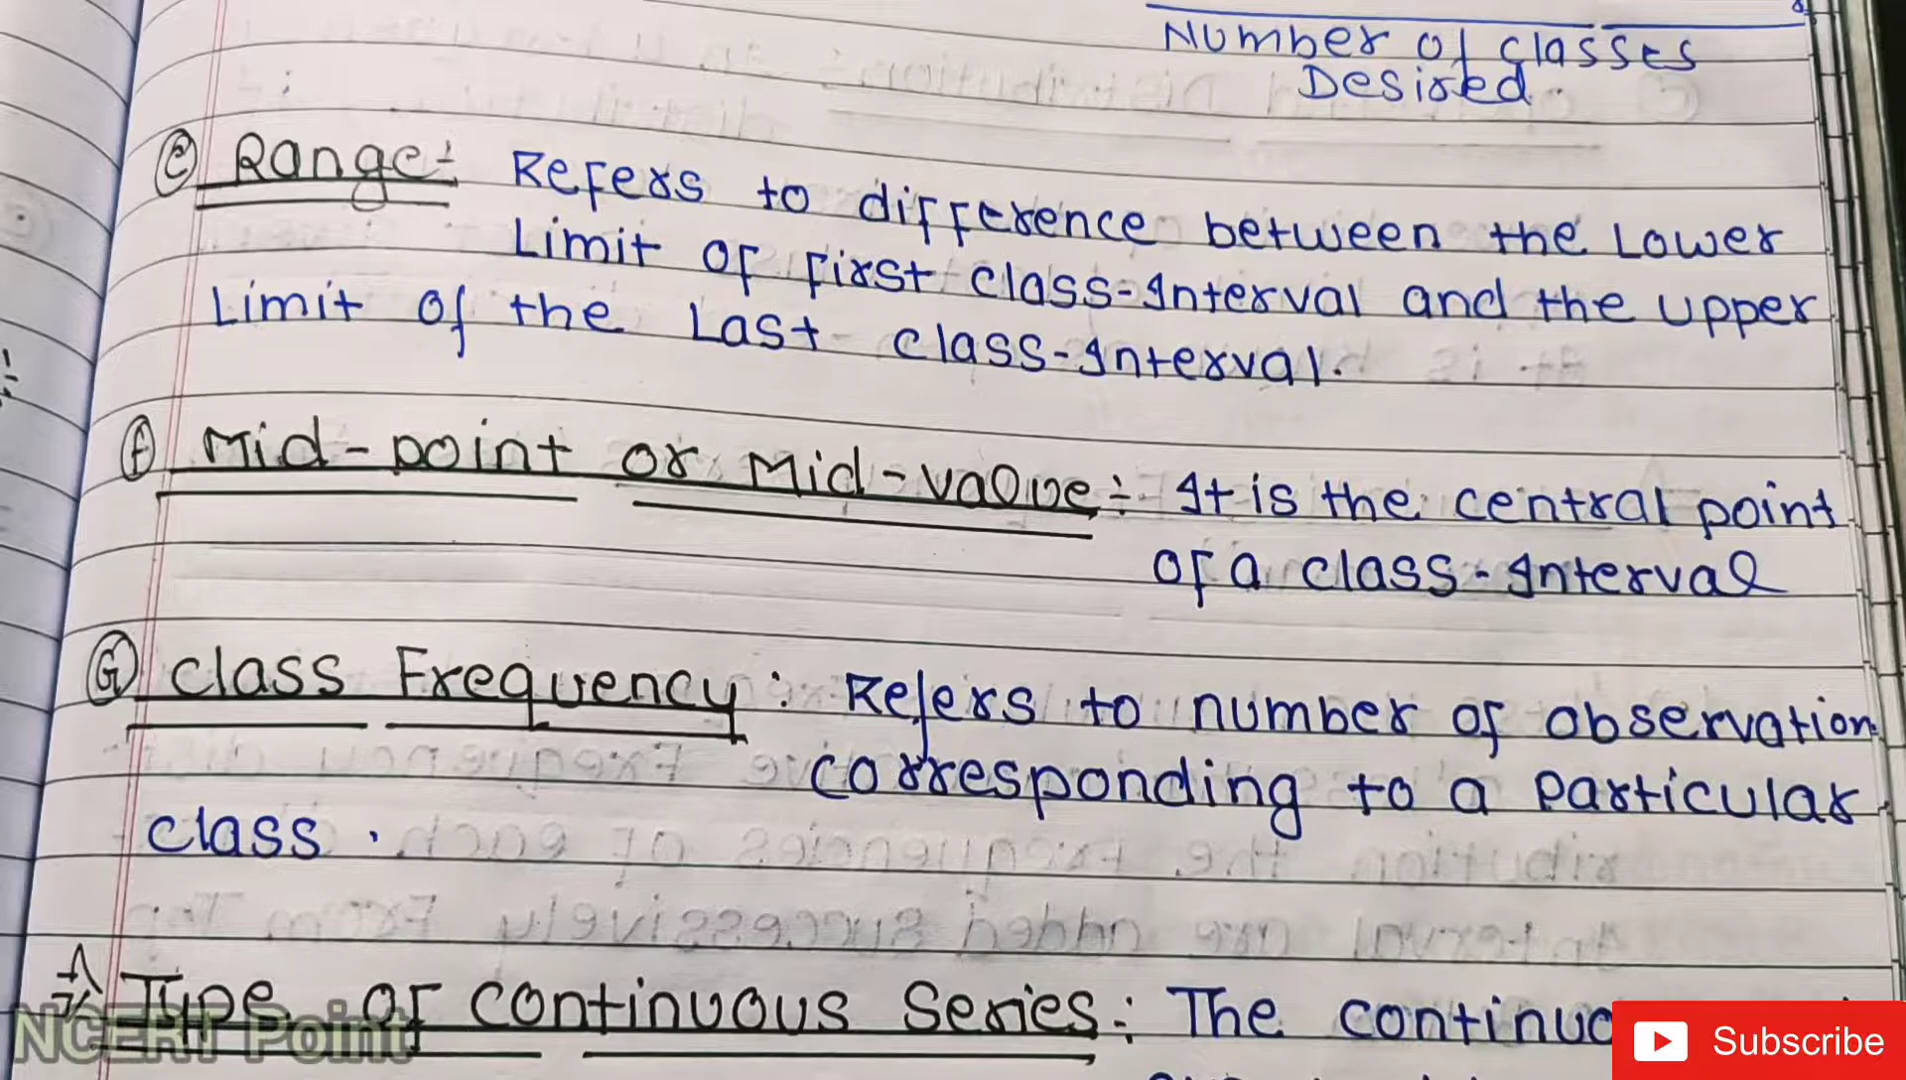 Number of classes
Desired.
(E) Range:- Refers to difference between the Lower
Limit of first class-Interval and the upper
Limit of the Last class-Interval.
(F) Mid-point or Mid-value:- It is the central point
of a class-Interval
(G) Class Frequency: Refers to number of observation
corresponding to a particular
class.
Type of continuous Series: The continuo
NCERT Point
Subscribe